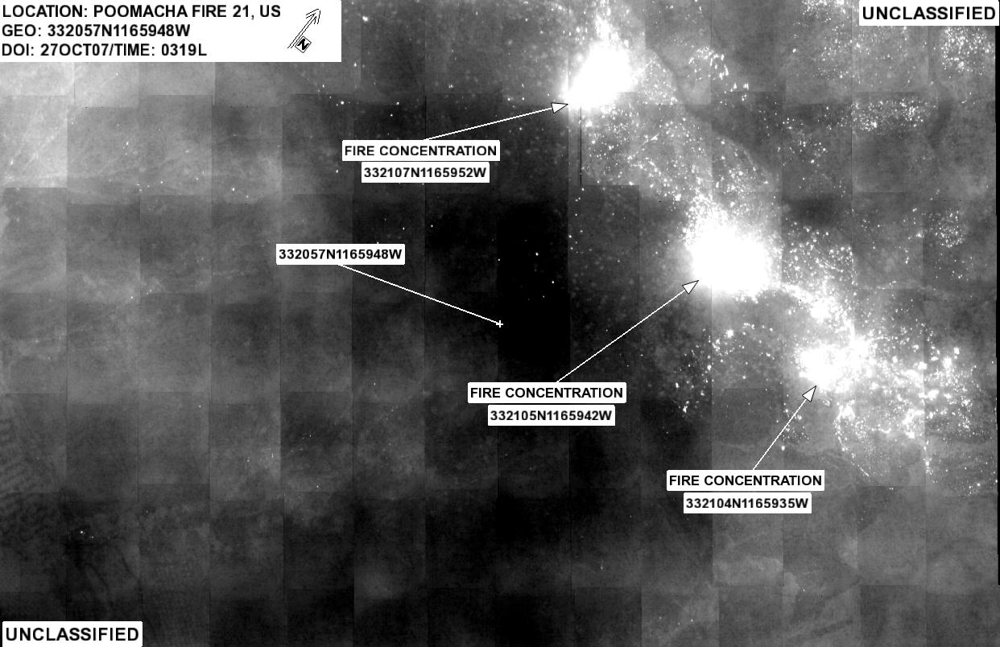 LOCATION: POOMACHA FIRE 21, US
GEO: 332057N1165948W
DOI: 27OCT07/TIME: 0319L
N
UNCLASSIFIED
FIRE CONCENTRATION
332107N1165952W
332057N1165948W
FIRE CONCENTRATION
332105N1165942W
FIRE CONCENTRATION
332104N1165935W
UNCLASSIFIED